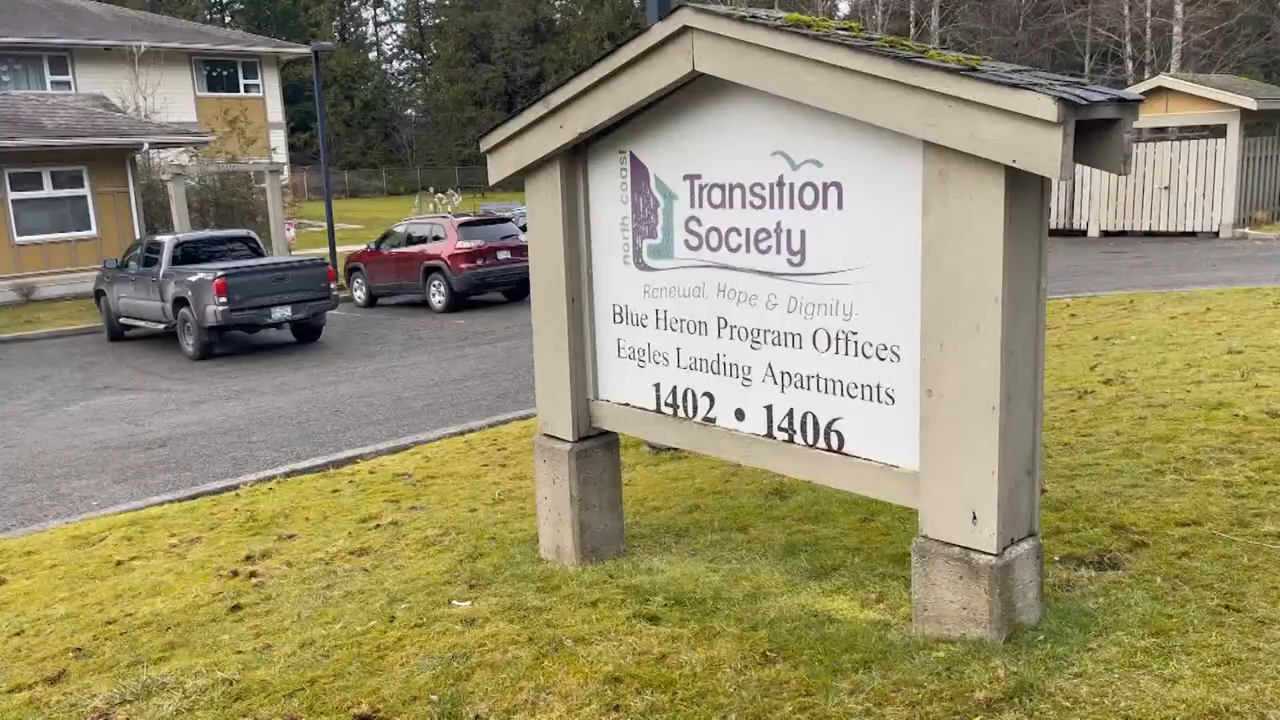 north coast
Transition
Society
Renewal, Hope & Dignity.
Blue Heron Program Offices
Eagles Landing Apartments
1402 • 1406